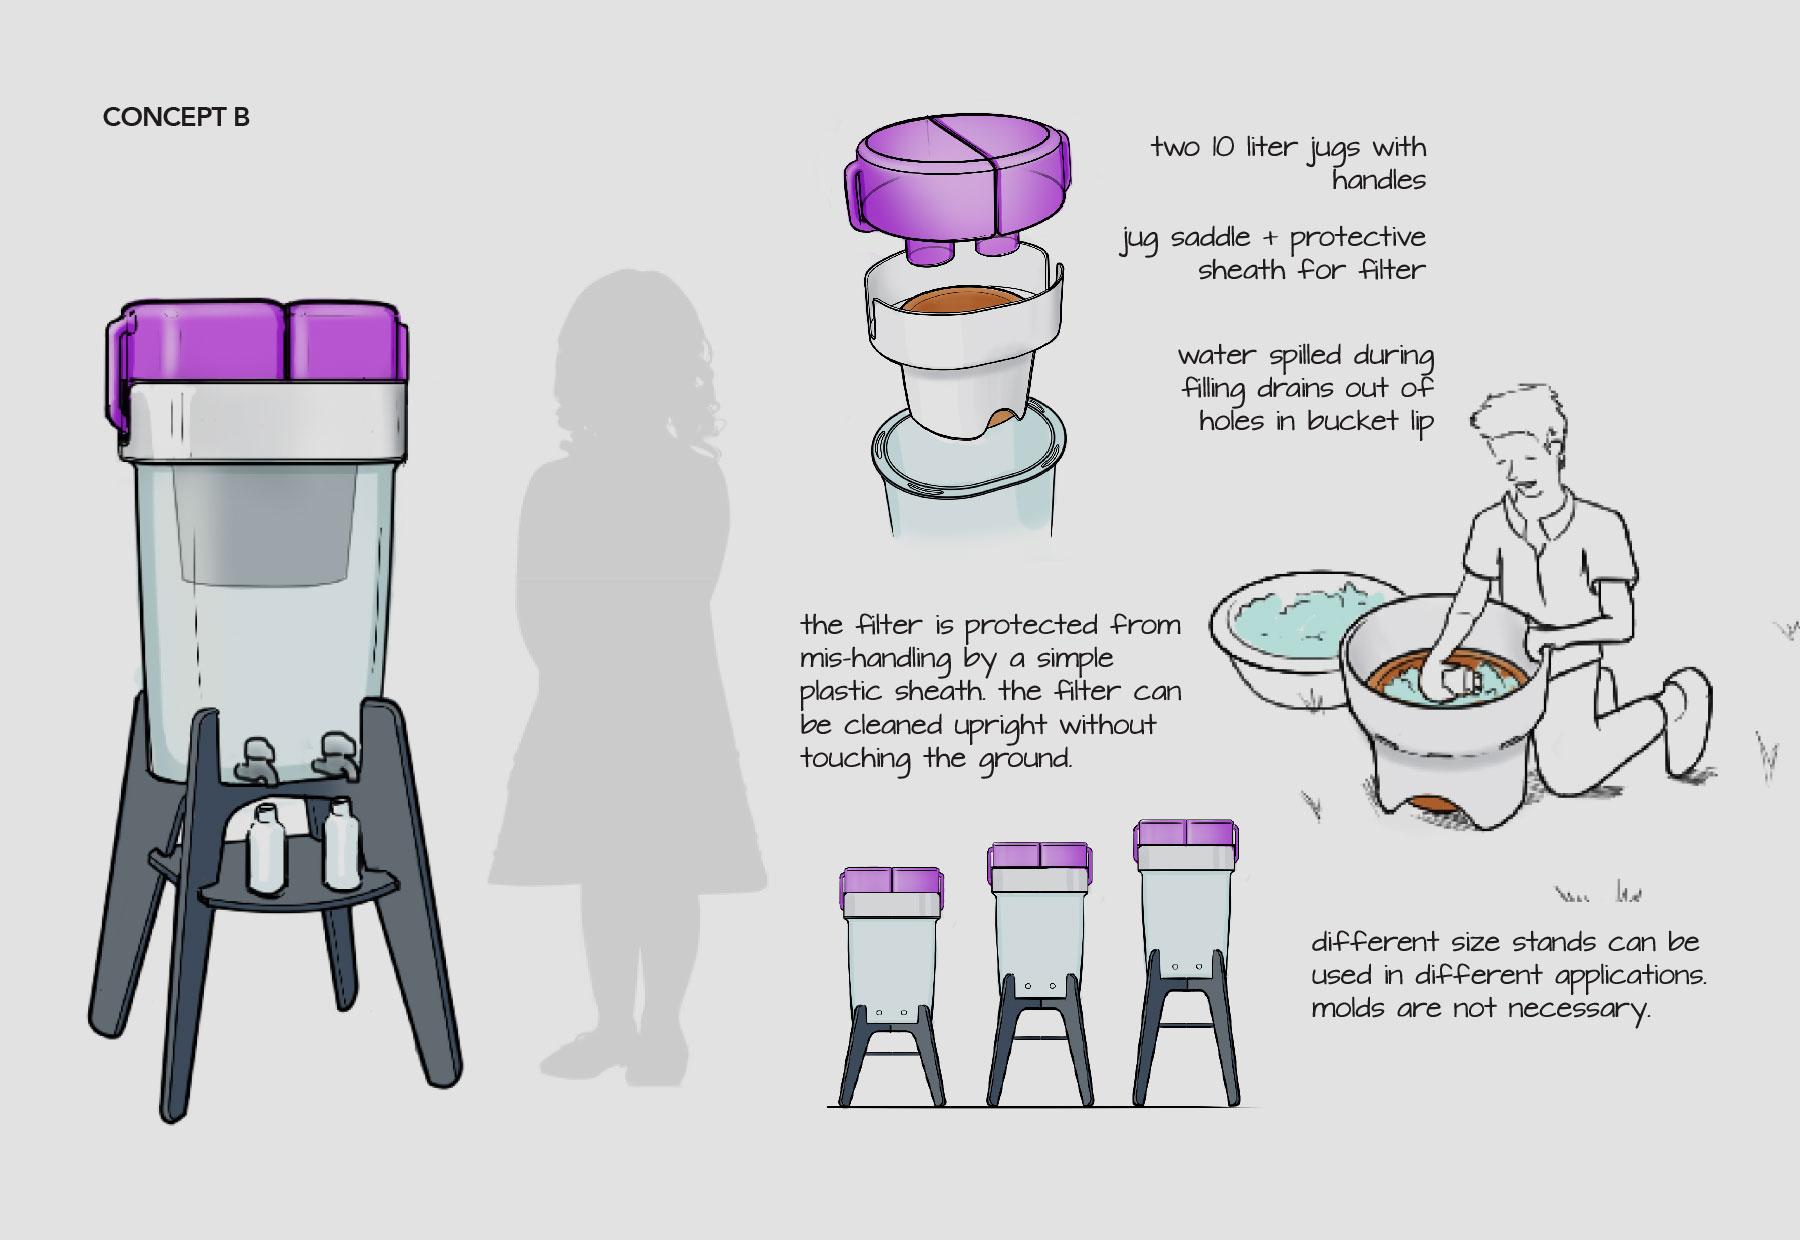 CONCEPT B
two 10 liter jugs with
handles
jug saddle + protective
sheath for filter
water spilled during
filling drains out of
holes in bucket lip
the filter is protected from
mis-handling by a simple
plastic sheath. the filter can
be cleaned upright without
touching the ground.
different size stands can be
used in different applications.
molds are not necessary.